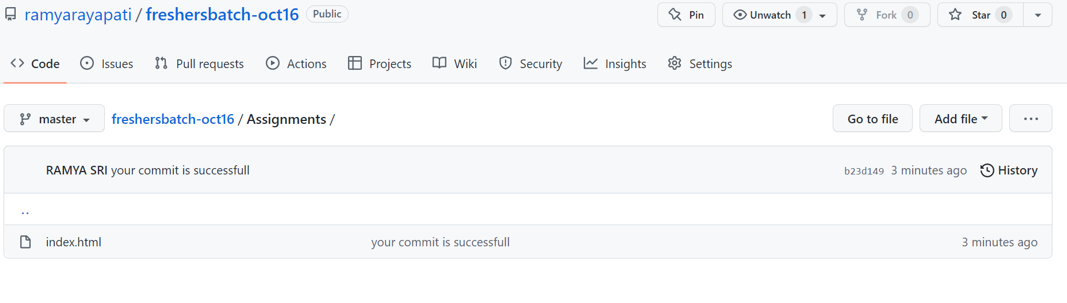 ramyarayapati / freshersbatch-oct16 Public Pin Unwatch 1 Fork 0 Star 0
Code Issues Pull requests Actions Projects Wiki Security Insights Settings
master freshersbatch-oct16 / Assignments / Go to file Add file ...
RAMYA SRI your commit is successfull b23d149 3 minutes ago History
..
index.html your commit is successfull 3 minutes ago